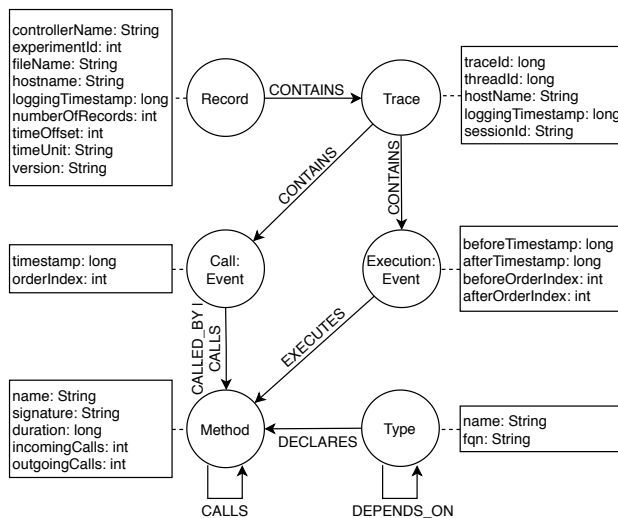 controllerName: String
experimentId: int
fileName: String
hostname: String
loggingTimestamp: long
numberOfRecords: int
timeOffset: int
timeUnit: String
version: String
Record
CONTAINS
Trace
traceId: long
threadId: long
hostName: String
loggingTimestamp: long
sessionId: String
CONTAINS
CONTAINS
timestamp: long
orderIndex: int
Call:
Event
Execution:
Event
beforeTimestamp: long
afterTimestamp: long
beforeOrderIndex: int
afterOrderIndex: int
CALLED_BY |
CALLS
EXECUTES
name: String
signature: String
duration: long
incomingCalls: int
outgoingCalls: int
Method
DECLARES
Type
name: String
fqn: String
CALLS
DEPENDS_ON